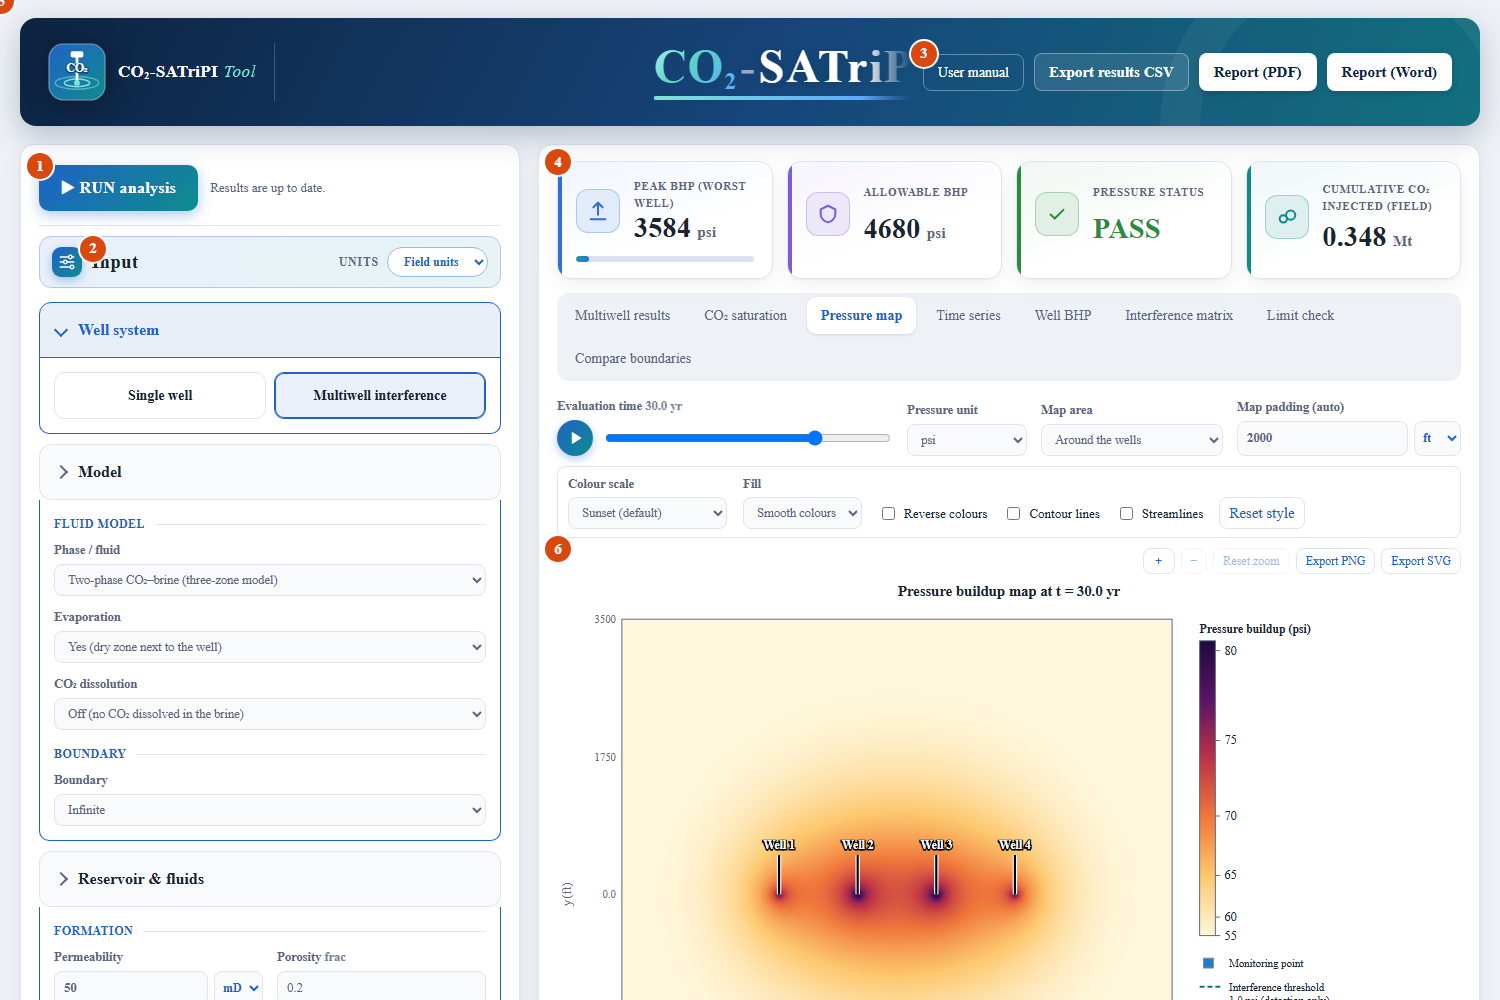 CO₂
CO₂-SATriPI Tool
CO₂-SATriP
3
User manual
Export results CSV
Report (PDF)
Report (Word)
1
▶ RUN analysis
Results are up to date.
2
Input
UNITS
Field units
Well system
Single well
Multiwell interference
Model
FLUID MODEL
Phase / fluid
Two-phase CO₂–brine (three-zone model)
Evaporation
Yes (dry zone next to the well)
CO₂ dissolution
Off (no CO₂ dissolved in the brine)
BOUNDARY
Boundary
Infinite
Reservoir & fluids
FORMATION
Permeability
Porosity frac
50
mD
0.2
4
PEAK BHP (WORST
WELL)
3584 psi
ALLOWABLE BHP
4680 psi
PRESSURE STATUS
PASS
CUMULATIVE CO₂
INJECTED (FIELD)
0.348 Mt
Multiwell results
CO₂ saturation
Pressure map
Time series
Well BHP
Interference matrix
Limit check
Compare boundaries
Evaluation time 30.0 yr
Pressure unit
psi
Map area
Around the wells
Map padding (auto)
2000
ft
Colour scale
Sunset (default)
Fill
Smooth colours
Reverse colours
Contour lines
Streamlines
Reset style
6
+
−
Reset zoom
Export PNG
Export SVG
Pressure buildup map at t = 30.0 yr
3500
1750
0.0
y (ft)
Well 1
Well 2
Well 3
Well 4
Pressure buildup (psi)
80
75
70
65
60
55
Monitoring point
Interference threshold
1.0 psi (detection only)